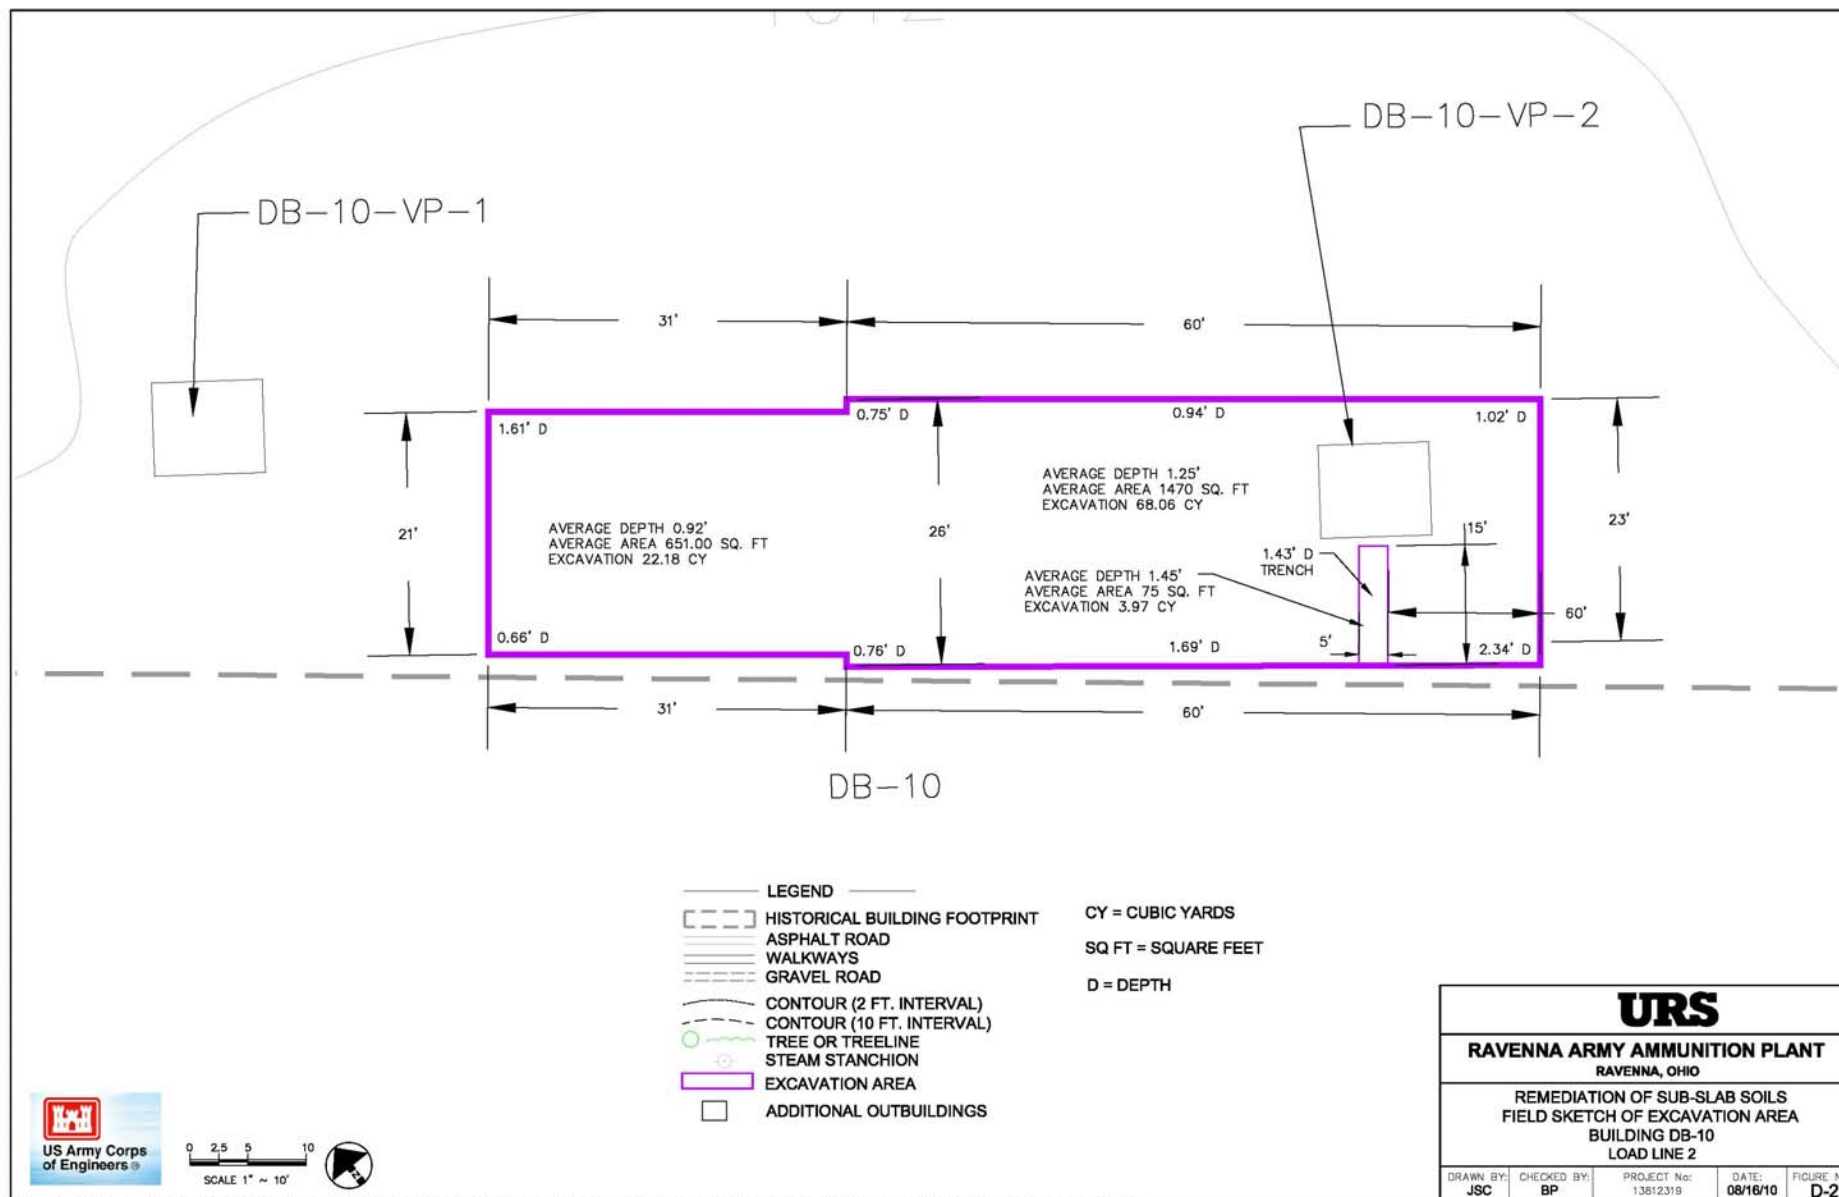 DB-10-VP-2
DB-10-VP-1
31'
60'
1.61' D
0.75' D
0.94' D
1.02' D
AVERAGE DEPTH 1.25'
AVERAGE AREA 1470 SQ. FT
EXCAVATION 68.06 CY
21'
AVERAGE DEPTH 0.92'
AVERAGE AREA 651.00 SQ. FT
EXCAVATION 22.18 CY
26'
15'
23'
1.43' D
TRENCH
AVERAGE DEPTH 1.45'
AVERAGE AREA 75 SQ. FT
EXCAVATION 3.97 CY
60'
0.66' D
0.76' D
1.69' D
5'
2.34' D
31'
60'
DB-10
LEGEND
HISTORICAL BUILDING FOOTPRINT
ASPHALT ROAD
WALKWAYS
GRAVEL ROAD
CONTOUR (2 FT. INTERVAL)
CONTOUR (10 FT. INTERVAL)
TREE OR TREELINE
STEAM STANCHION
EXCAVATION AREA
ADDITIONAL OUTBUILDINGS
CY = CUBIC YARDS
SQ FT = SQUARE FEET
D = DEPTH
US Army Corps
of Engineers®
0 2.5 5 10
SCALE 1" ~ 10'
N
URS
RAVENNA ARMY AMMUNITION PLANT
RAVENNA, OHIO
REMEDIATION OF SUB-SLAB SOILS
FIELD SKETCH OF EXCAVATION AREA
BUILDING DB-10
LOAD LINE 2
DRAWN BY: CHECKED BY: PROJECT No: DATE: FIGURE
JSC BP 13812319 08/16/10 D-2